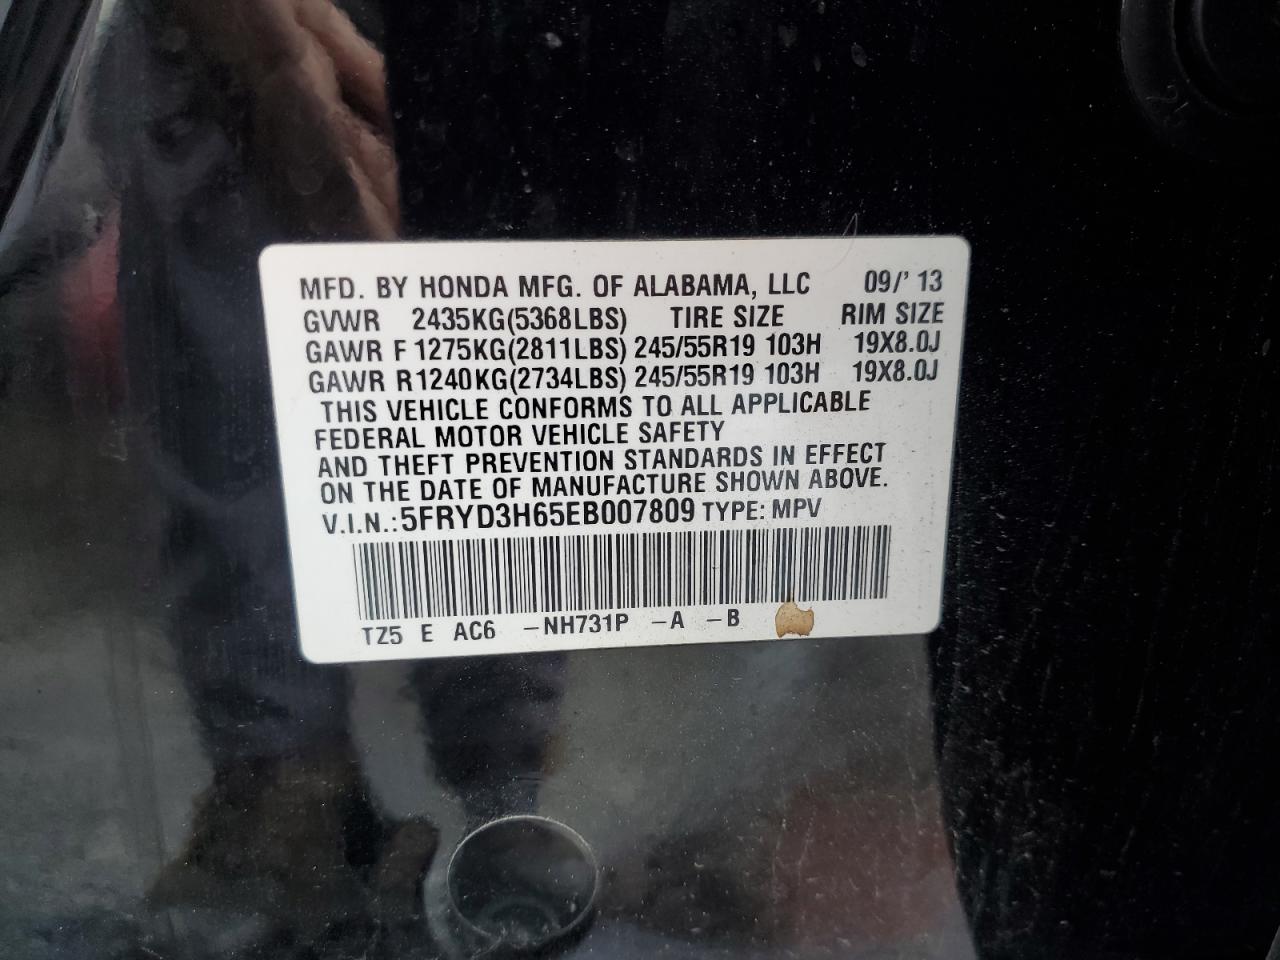 MFD. BY HONDA MFG. OF ALABAMA, LLC 09/' 13
GVWR 2435KG(5368LBS) TIRE SIZE RIM SIZE
GAWR F 1275KG(2811LBS) 245/55R19 103H 19X8.0J
GAWR R1240KG(2734LBS) 245/55R19 103H 19X8.0J
THIS VEHICLE CONFORMS TO ALL APPLICABLE
FEDERAL MOTOR VEHICLE SAFETY
AND THEFT PREVENTION STANDARDS IN EFFECT
ON THE DATE OF MANUFACTURE SHOWN ABOVE.
V.I.N.:5FRYD3H65EB007809 TYPE: MPV
TZ5 E AC6 -NH731P -A -B